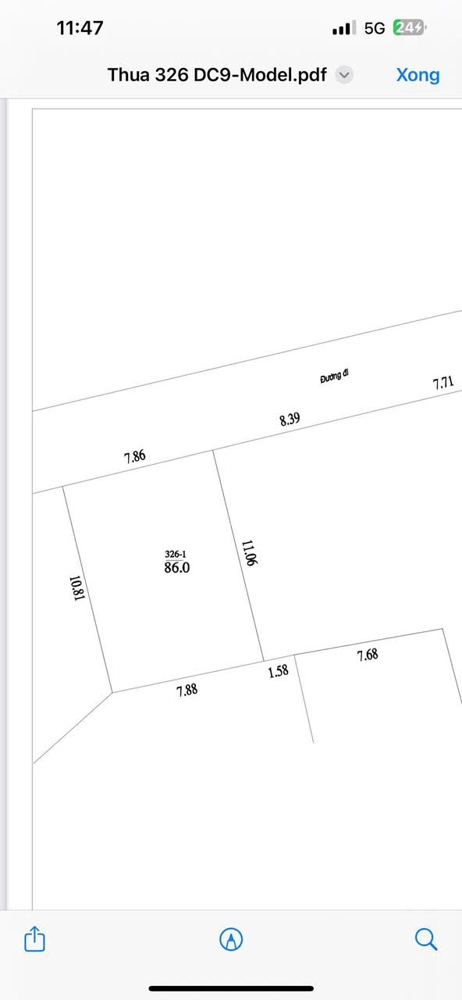 11:47
5G 24
Thua 326 DC9-Model.pdf
Xong
Đường đi
7.71
8.39
7.86
326-1
86.0
11.06
10.81
7.68
1.58
7.88